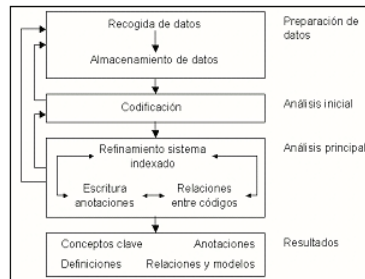 Recogida de datos
Preparación de
datos
Almacenamiento de datos
Codificación
Análisis inicial
Refinamiento sistema
indexado
Análisis principal
Escritura
anotaciones
Relaciones
entre códigos
Conceptos clave
Anotaciones
Resultados
Definiciones
Relaciones y modelos